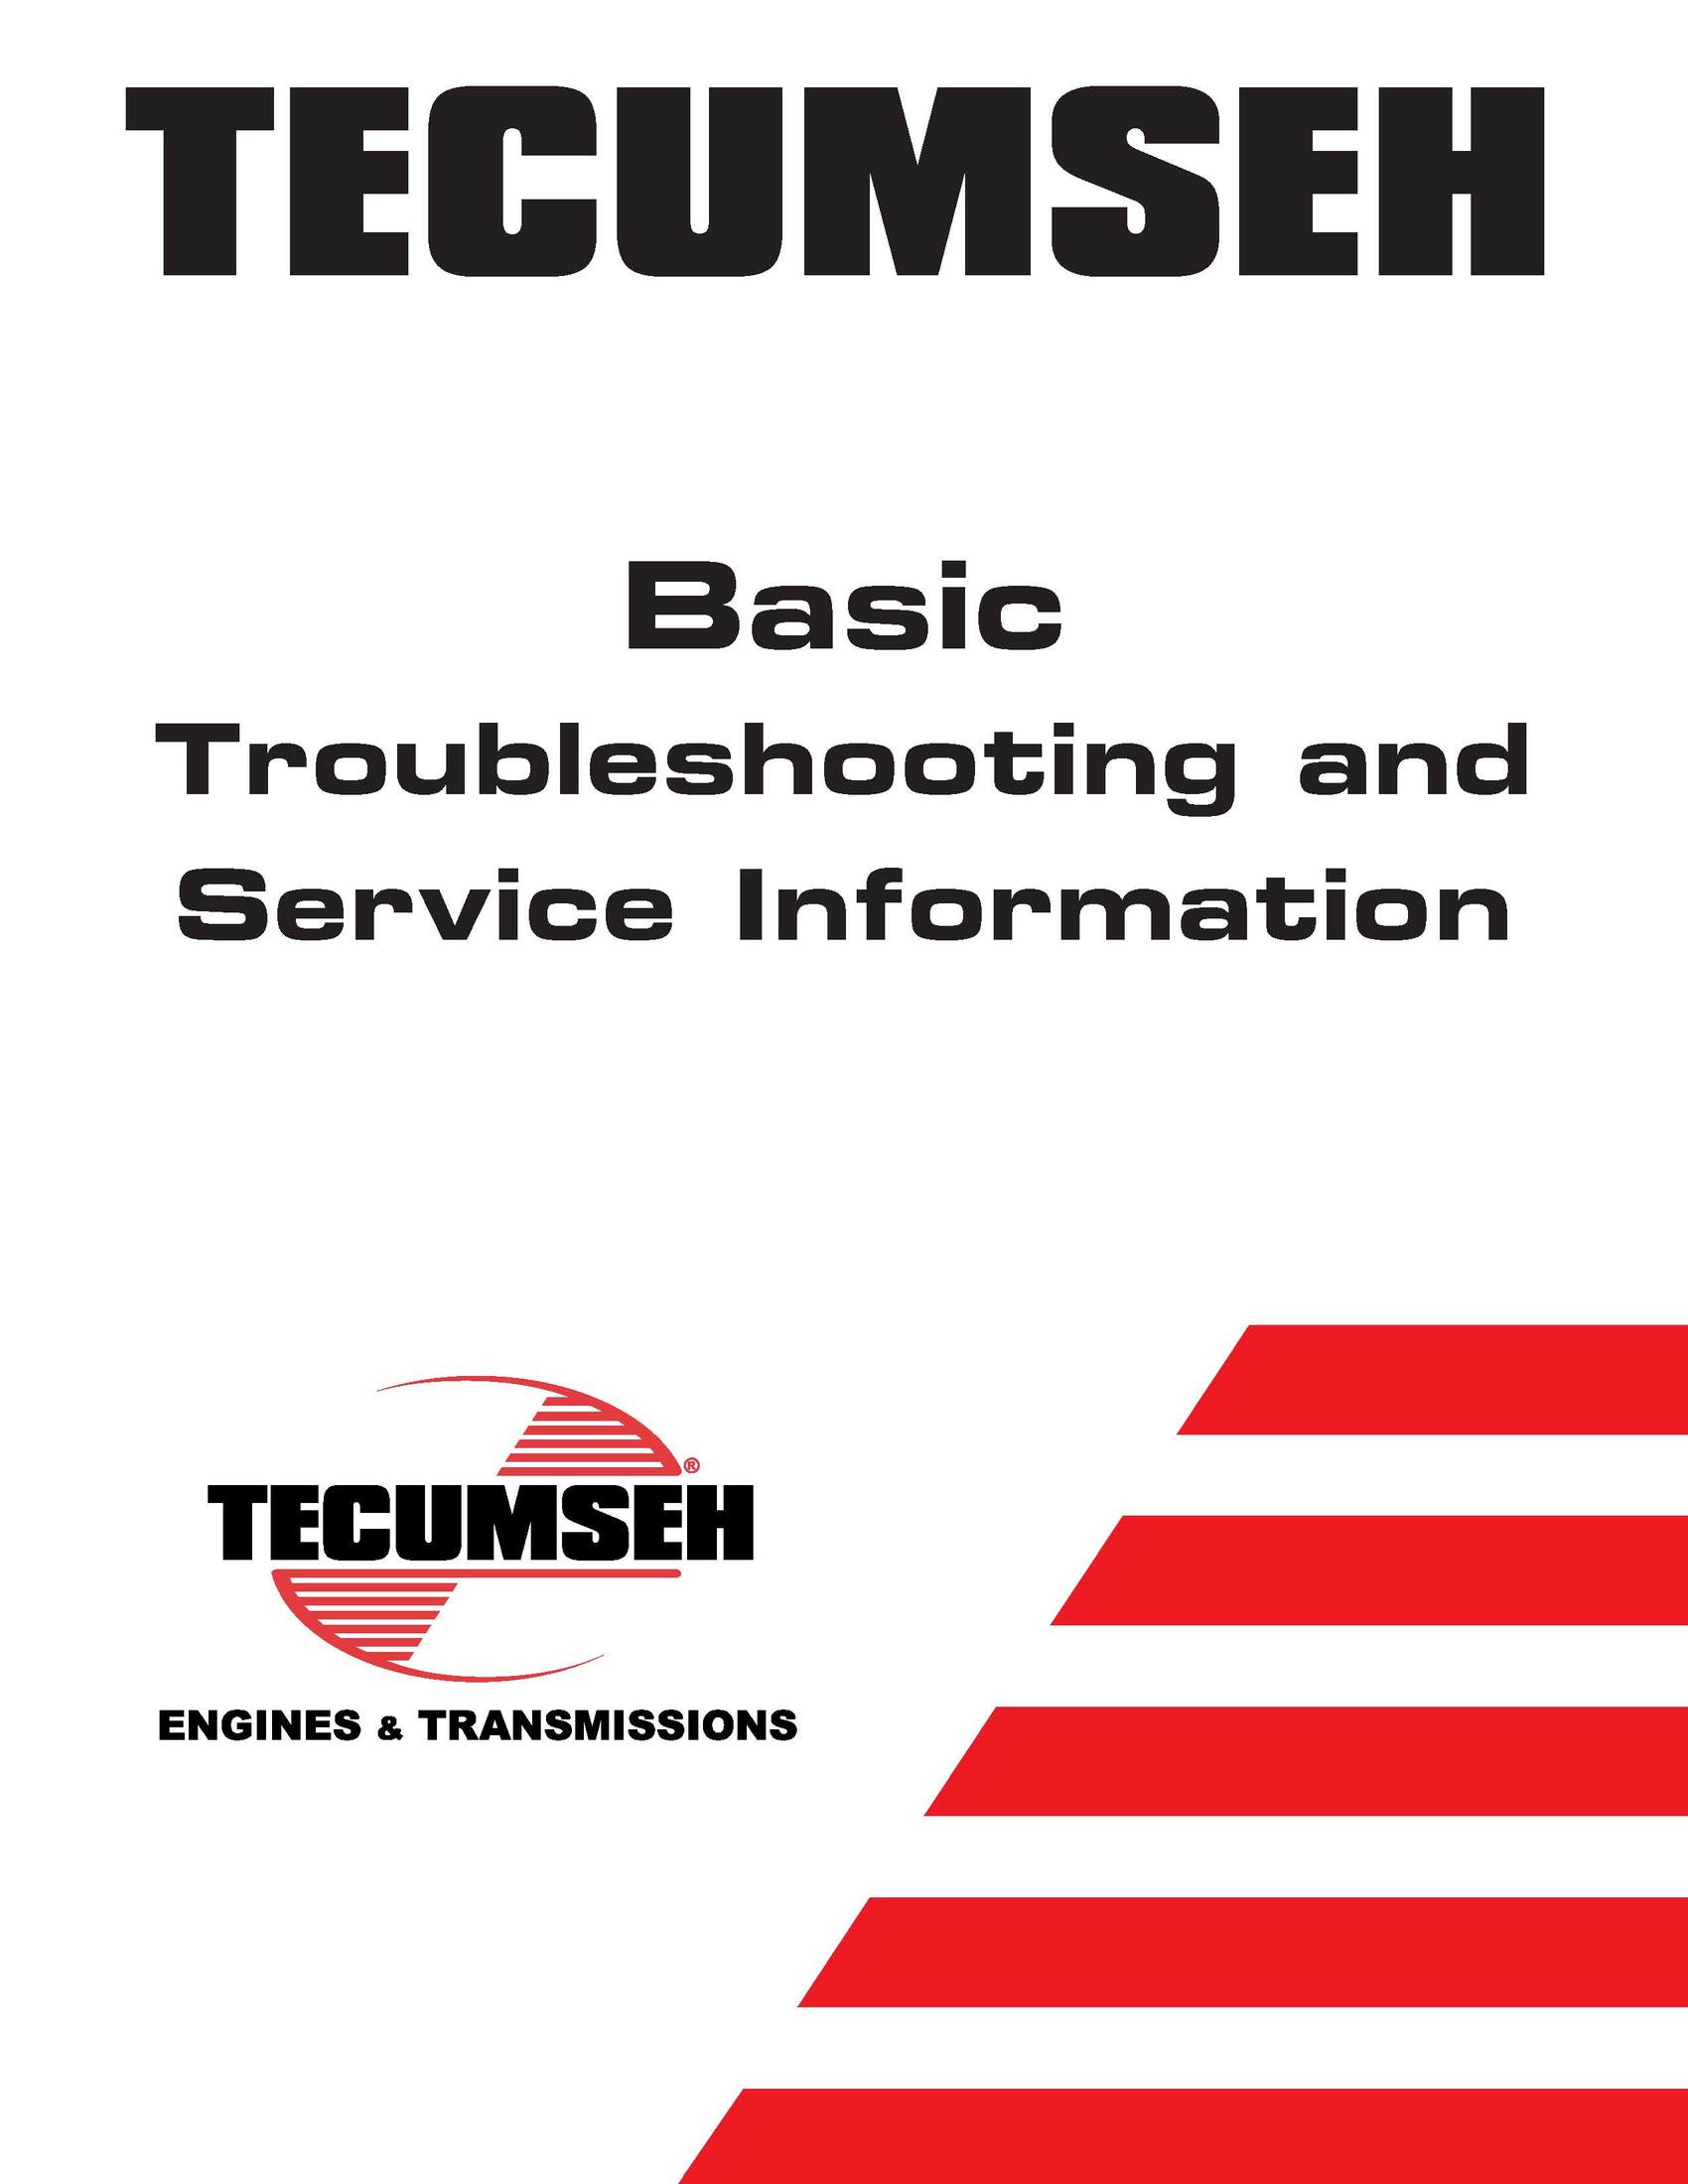 TECUMSEH
Basic
Troubleshooting and
Service Information
®
TECUMSEH
ENGINES & TRANSMISSIONS